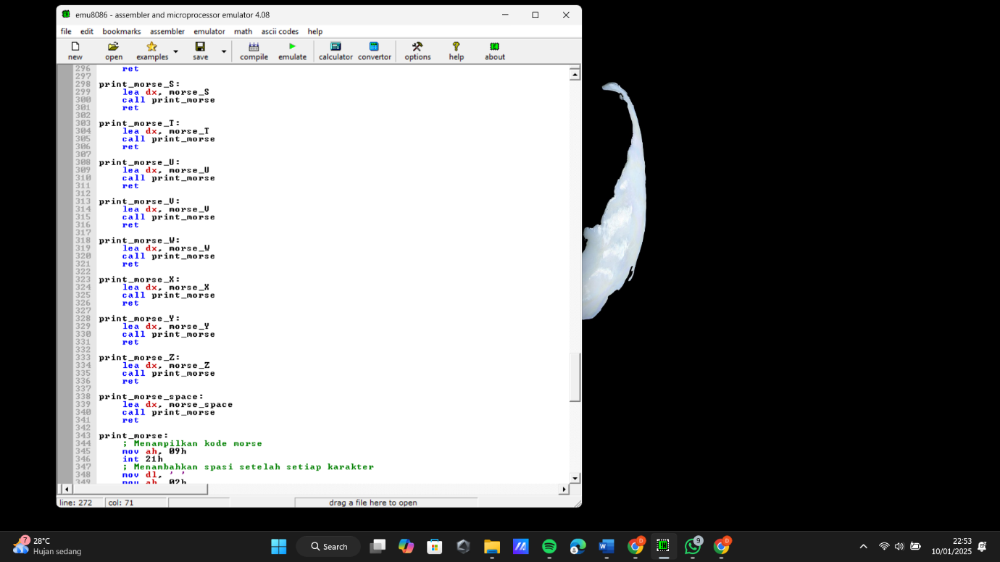 emu8086 - assembler and microprocessor emulator 4.08
file edit bookmarks assembler emulator math ascii codes help
new open examples save compile emulate calculator convertor options help about
296 ret
297
298 print_morse_S:
299 lea dx, morse_S
300 call print_morse
301 ret
302
303 print_morse_T:
304 lea dx, morse_T
305 call print_morse
306 ret
307
308 print_morse_U:
309 lea dx, morse_U
310 call print_morse
311 ret
312
313 print_morse_V:
314 lea dx, morse_V
315 call print_morse
316 ret
317
318 print_morse_W:
319 lea dx, morse_W
320 call print_morse
321 ret
322
323 print_morse_X:
324 lea dx, morse_X
325 call print_morse
326 ret
327
328 print_morse_Y:
329 lea dx, morse_Y
330 call print_morse
331 ret
332
333 print_morse_Z:
334 lea dx, morse_Z
335 call print_morse
336 ret
337
338 print_morse_space:
339 lea dx, morse_space
340 call print_morse
341 ret
342
343 print_morse:
344 ; Menampilkan kode morse
345 mov ah, 09h
346 int 21h
347 ; Menambahkan spasi setelah setiap karakter
348 mov dl, ' '
349 mov ah, 02h
line: 272 col: 71 drag a file here to open
7 28°C
Hujan sedang
Search
D
9
D
22:53
10/01/2025